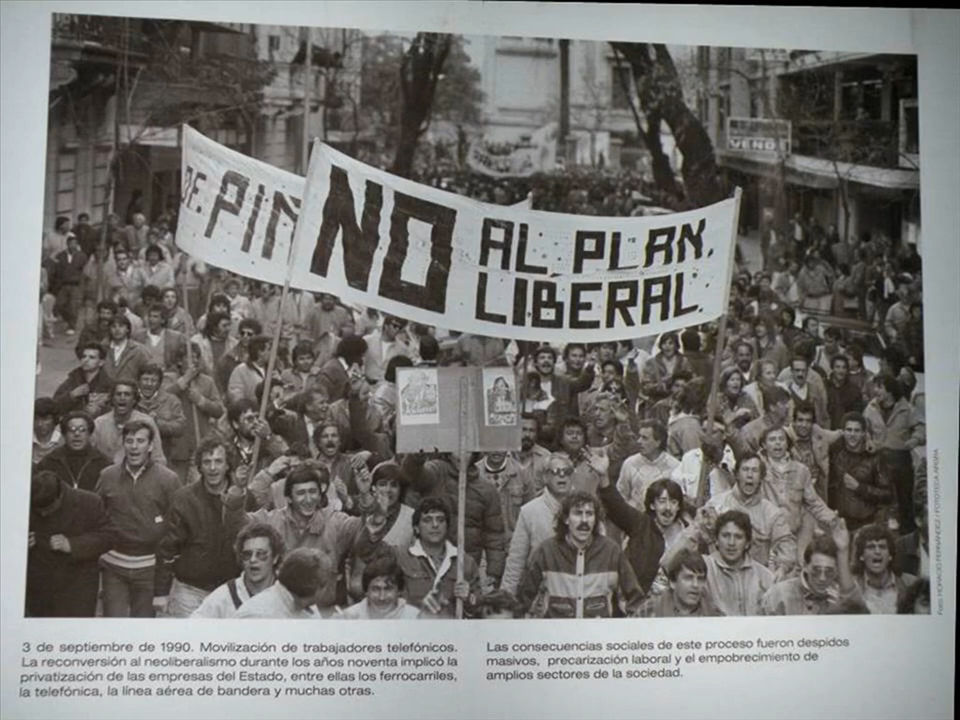 DE. PIN
NO AL. PLAN.
LIBERAL.
VENDO
3 de septiembre de 1990. Movilización de trabajadores telefónicos.
La reconversión al neoliberalismo durante los años noventa implicó la
privatización de las empresas del Estado, entre ellas los ferrocarriles,
la telefónica, la línea aérea de bandera y muchas otras.
Las consecuencias sociales de este proceso fueron despidos
masivos, precarización laboral y el empobrecimiento de
amplios sectores de la sociedad.